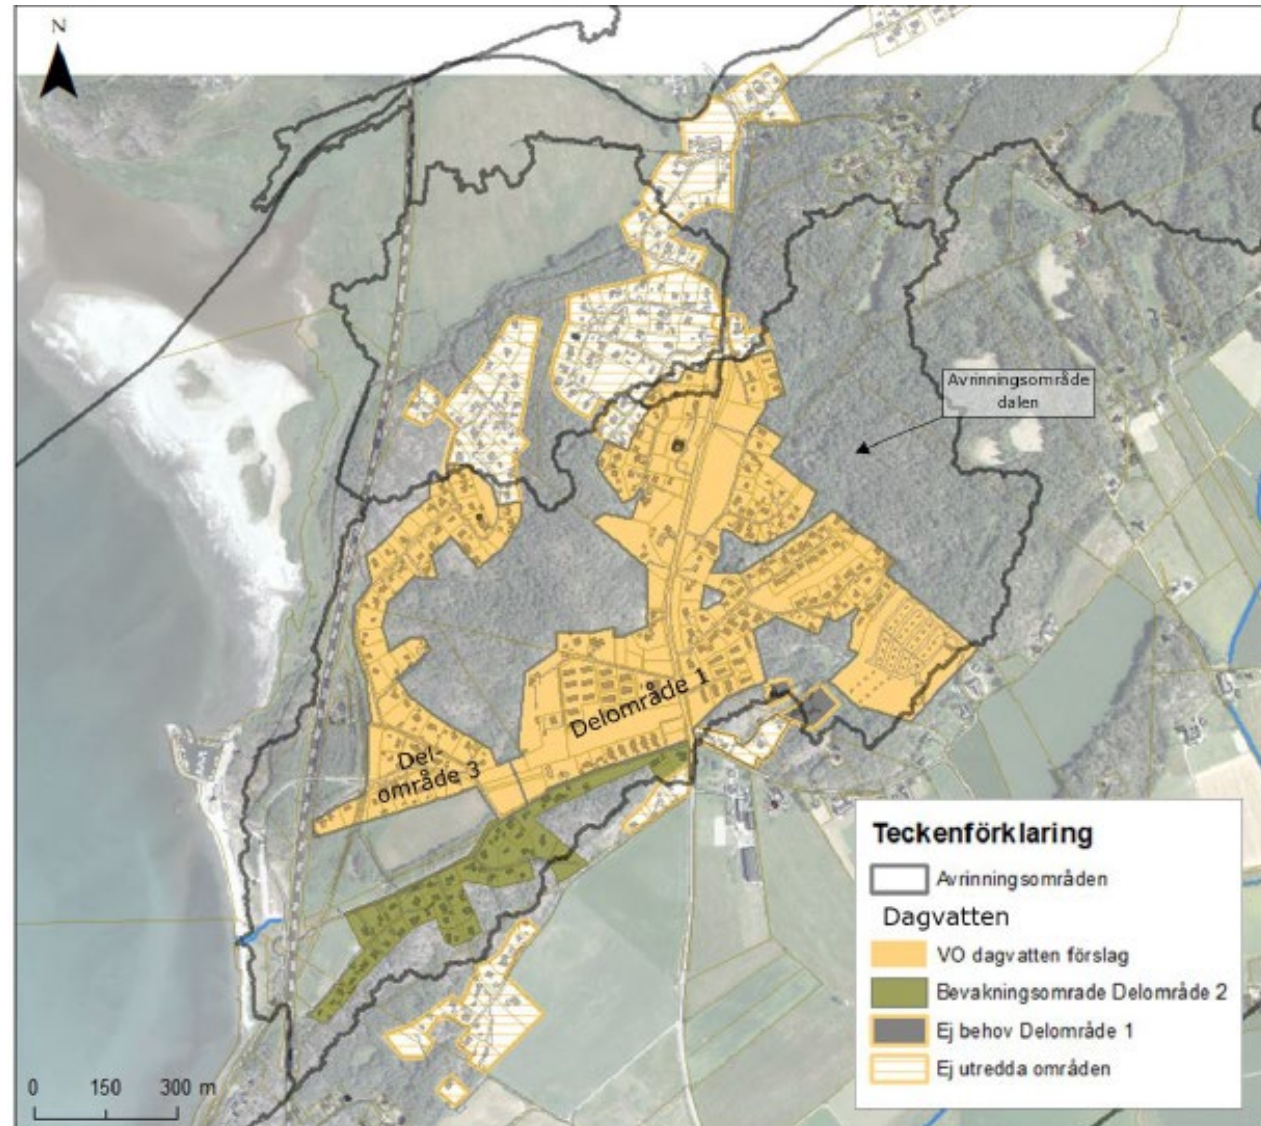 N
Avrinningsområde
dalen
Delområde 1
Del-
område 3
Teckenförklaring
Avrinningsområden
Dagvatten
VO dagvatten förslag
Bevakningsomrade Delområde 2
Ej behov Delområde 1
Ej utredda områden
0 150 300 m